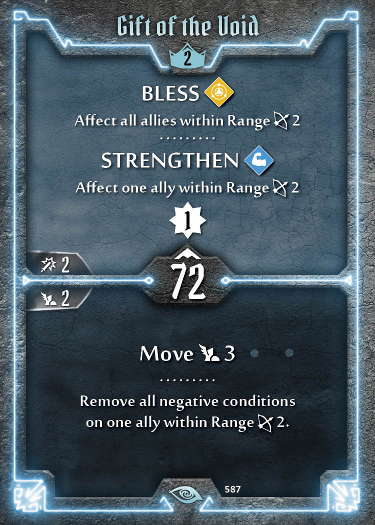 Gift of the Void
2
BLESS
Affect all allies within Range 2
STRENGTHEN
Affect one ally within Range 2
1
2
72
2
Move 3
Remove all negative conditions
on one ally within Range 2.
587